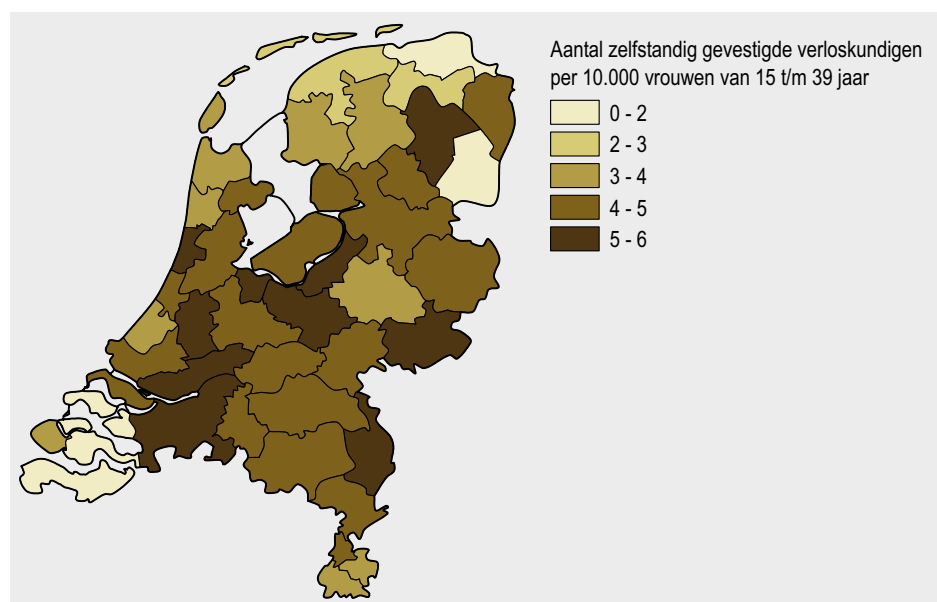 Aantal zelfstandig gevestigde verloskundigen
per 10.000 vrouwen van 15 t/m 39 jaar
0 - 2
2 - 3
3 - 4
4 - 5
5 - 6